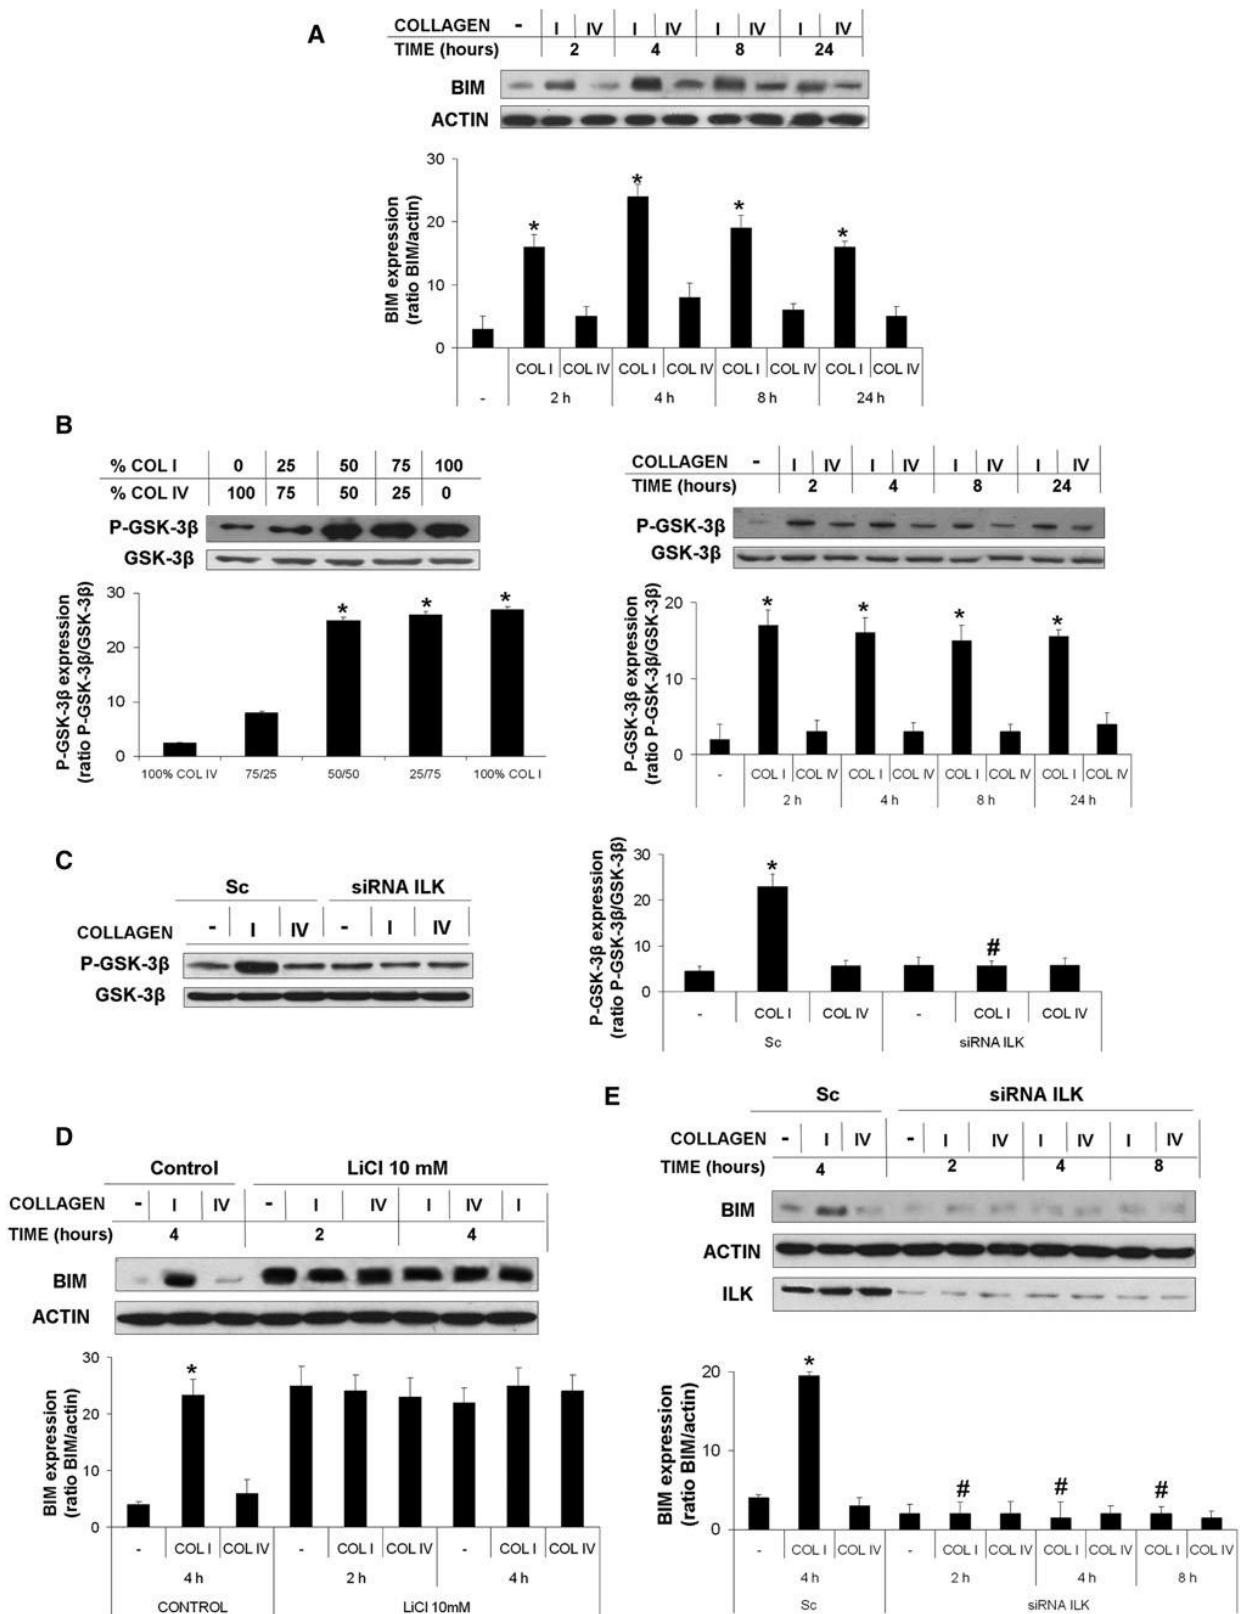 A
COLLAGEN - I IV I IV I IV I IV
TIME (hours) 2 4 8 24
BIM
ACTIN
BIM expression
(ratio BIM/actin)
30
20
10
0
* * * *
COL I COL IV COL I COL IV COL I COL IV COL I COL IV
- 2 h 4 h 8 h 24 h
B
% COL I 0 25 50 75 100
% COL IV 100 75 50 25 0
P-GSK-3β
GSK-3β
P-GSK-3β expression
(ratio P-GSK-3β/GSK-3β)
30
20
10
0
* * *
100% COL IV 75/25 50/50 25/75 100% COL I
COLLAGEN - I IV I IV I IV I IV
TIME (hours) 2 4 8 24
P-GSK-3β
GSK-3β
P-GSK-3β expression
(ratio P-GSK-3β/GSK-3β)
20
10
0
* * * *
- COL I COL IV COL I COL IV COL I COL IV COL I COL IV
2 h 4 h 8 h 24 h
C
Sc siRNA ILK
COLLAGEN - I IV - I IV
P-GSK-3β
GSK-3β
P-GSK-3β expression
(ratio P-GSK-3β/GSK-3β)
30
20
10
0
* #
- COL I COL IV - COL I COL IV
Sc siRNA ILK
D
Control LiCl 10 mM
COLLAGEN - I IV - I IV I IV I
TIME (hours) 4 2 4
BIM
ACTIN
BIM expression
(ratio BIM/actin)
30
20
10
0
*
- COL I COL IV - COL I COL IV - COL I COL IV
4 h 2 h 4 h
CONTROL LiCl 10mM
E
Sc siRNA ILK
COLLAGEN - I IV - I IV I IV I IV
TIME (hours) 4 2 4 8
BIM
ACTIN
ILK
BIM expression
(ratio BIM/actin)
20
10
0
* # # #
- COL I COL IV - COL I COL IV COL I COL IV COL I COL IV
4 h 2 h 4 h 8 h
Sc siRNA ILK